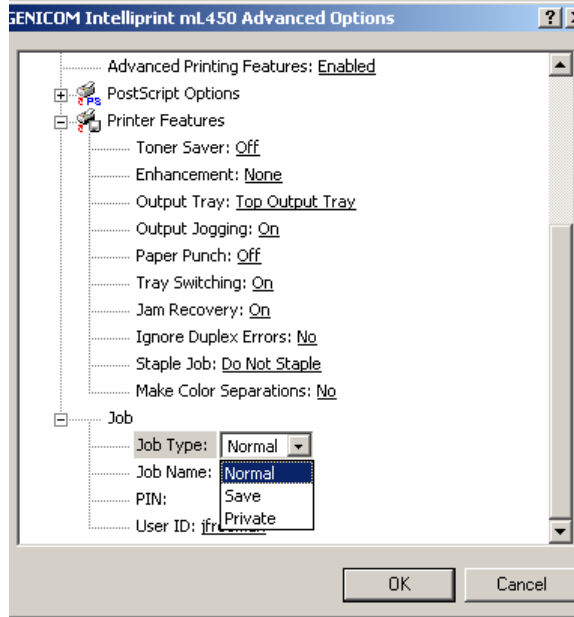 GENICOM Intelliprint mL450 Advanced Options
Advanced Printing Features: Enabled
PS PostScript Options
Printer Features
Toner Saver: Off
Enhancement: None
Output Tray: Top Output Tray
Output Jogging: On
Paper Punch: Off
Tray Switching: On
Jam Recovery: On
Ignore Duplex Errors: No
Staple Job: Do Not Staple
Make Color Separations: No
Job
Job Type: Normal
Job Name: Normal
PIN: Save
User ID: Private
OK Cancel